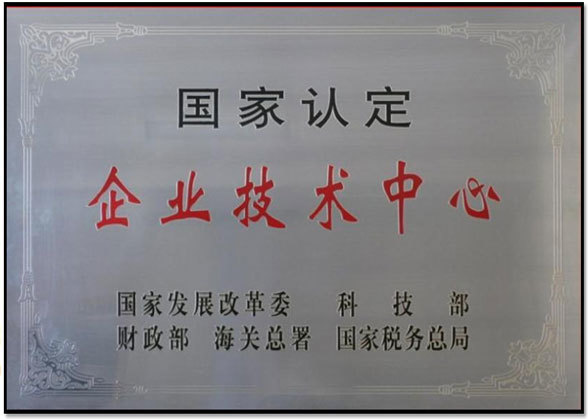 国家认定
企业技术中心
国家发展改革委 科技部
财政部 海关总署 国家税务总局